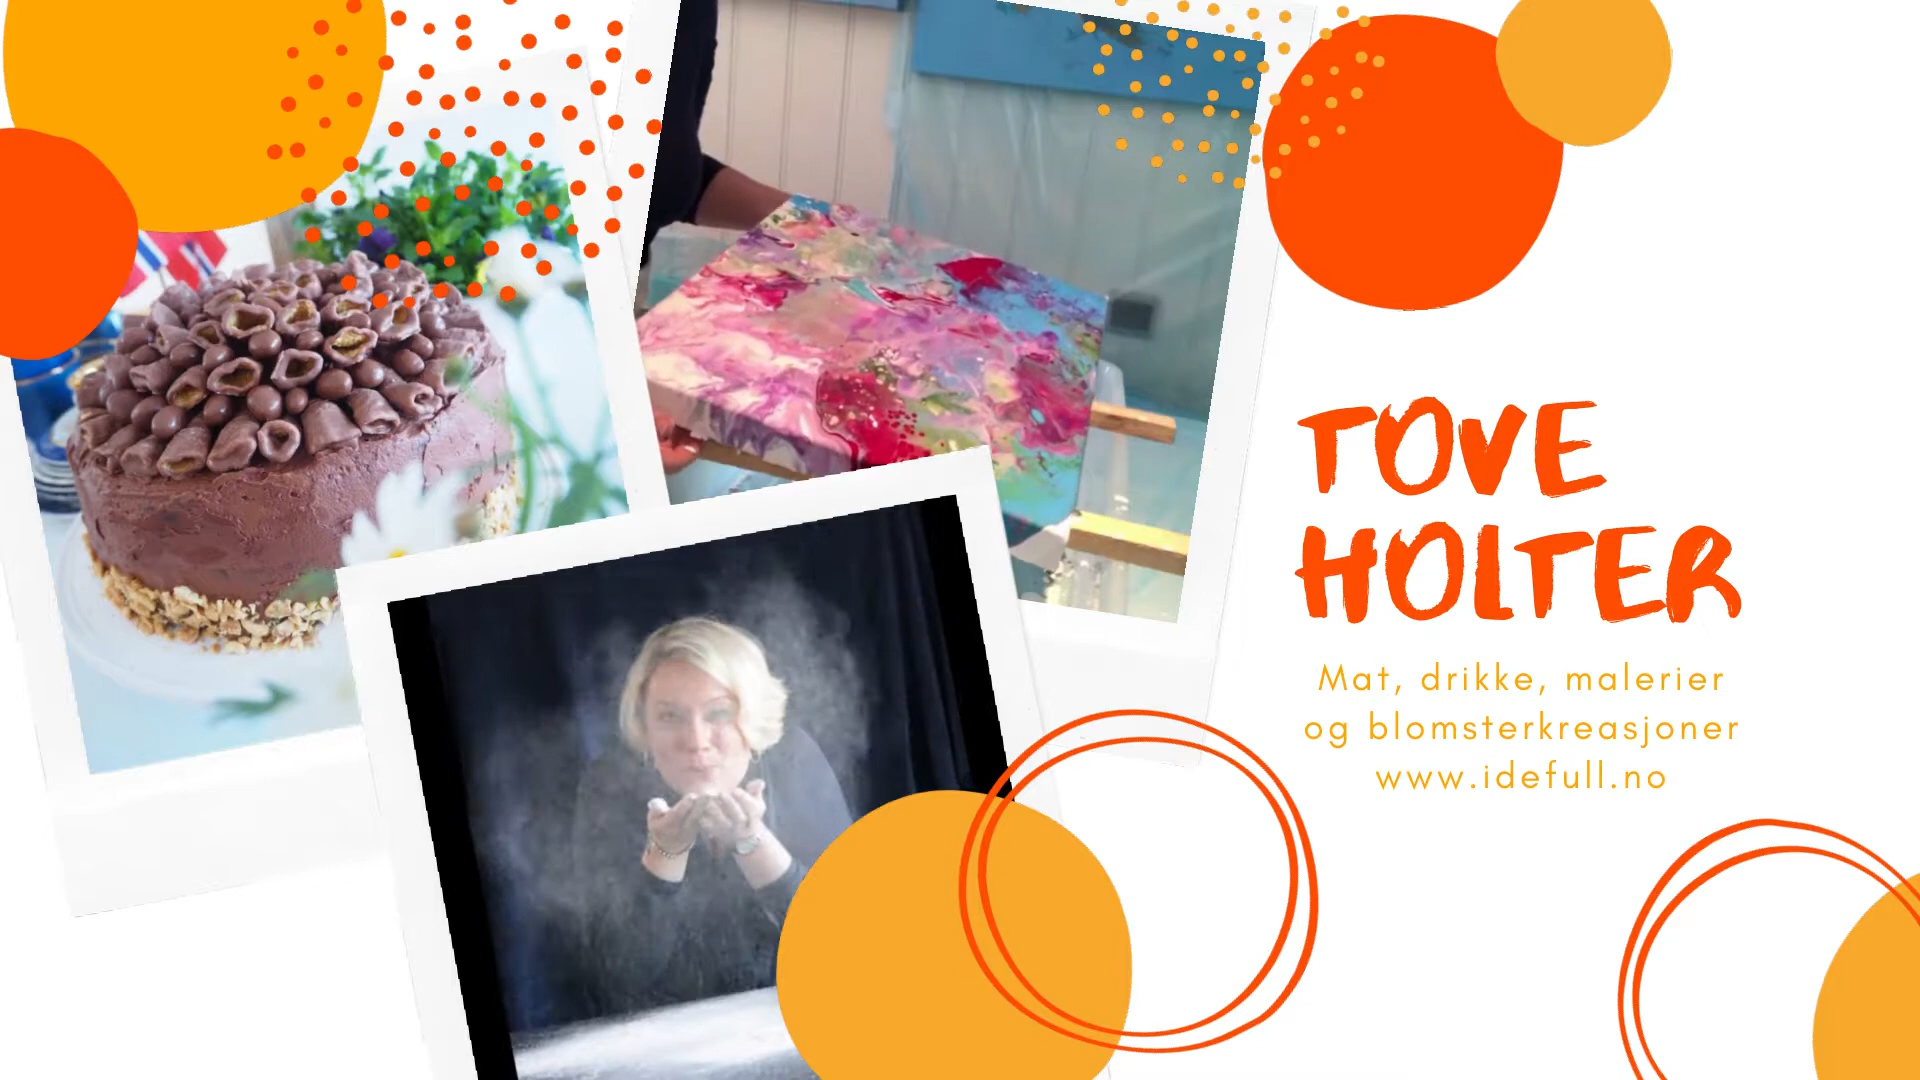 TOVE
HOLTER
Mat, drikke, malerier
og blomsterkreasjoner
www.idefull.no